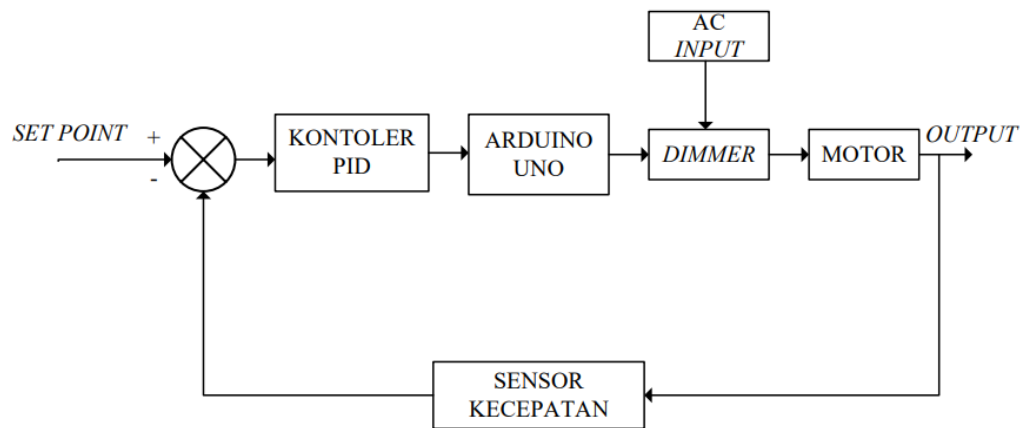 AC
INPUT
SET POINT
+
-
KONTOLER
PID
ARDUINO
UNO
DIMMER
MOTOR
OUTPUT
SENSOR
KECEPATAN